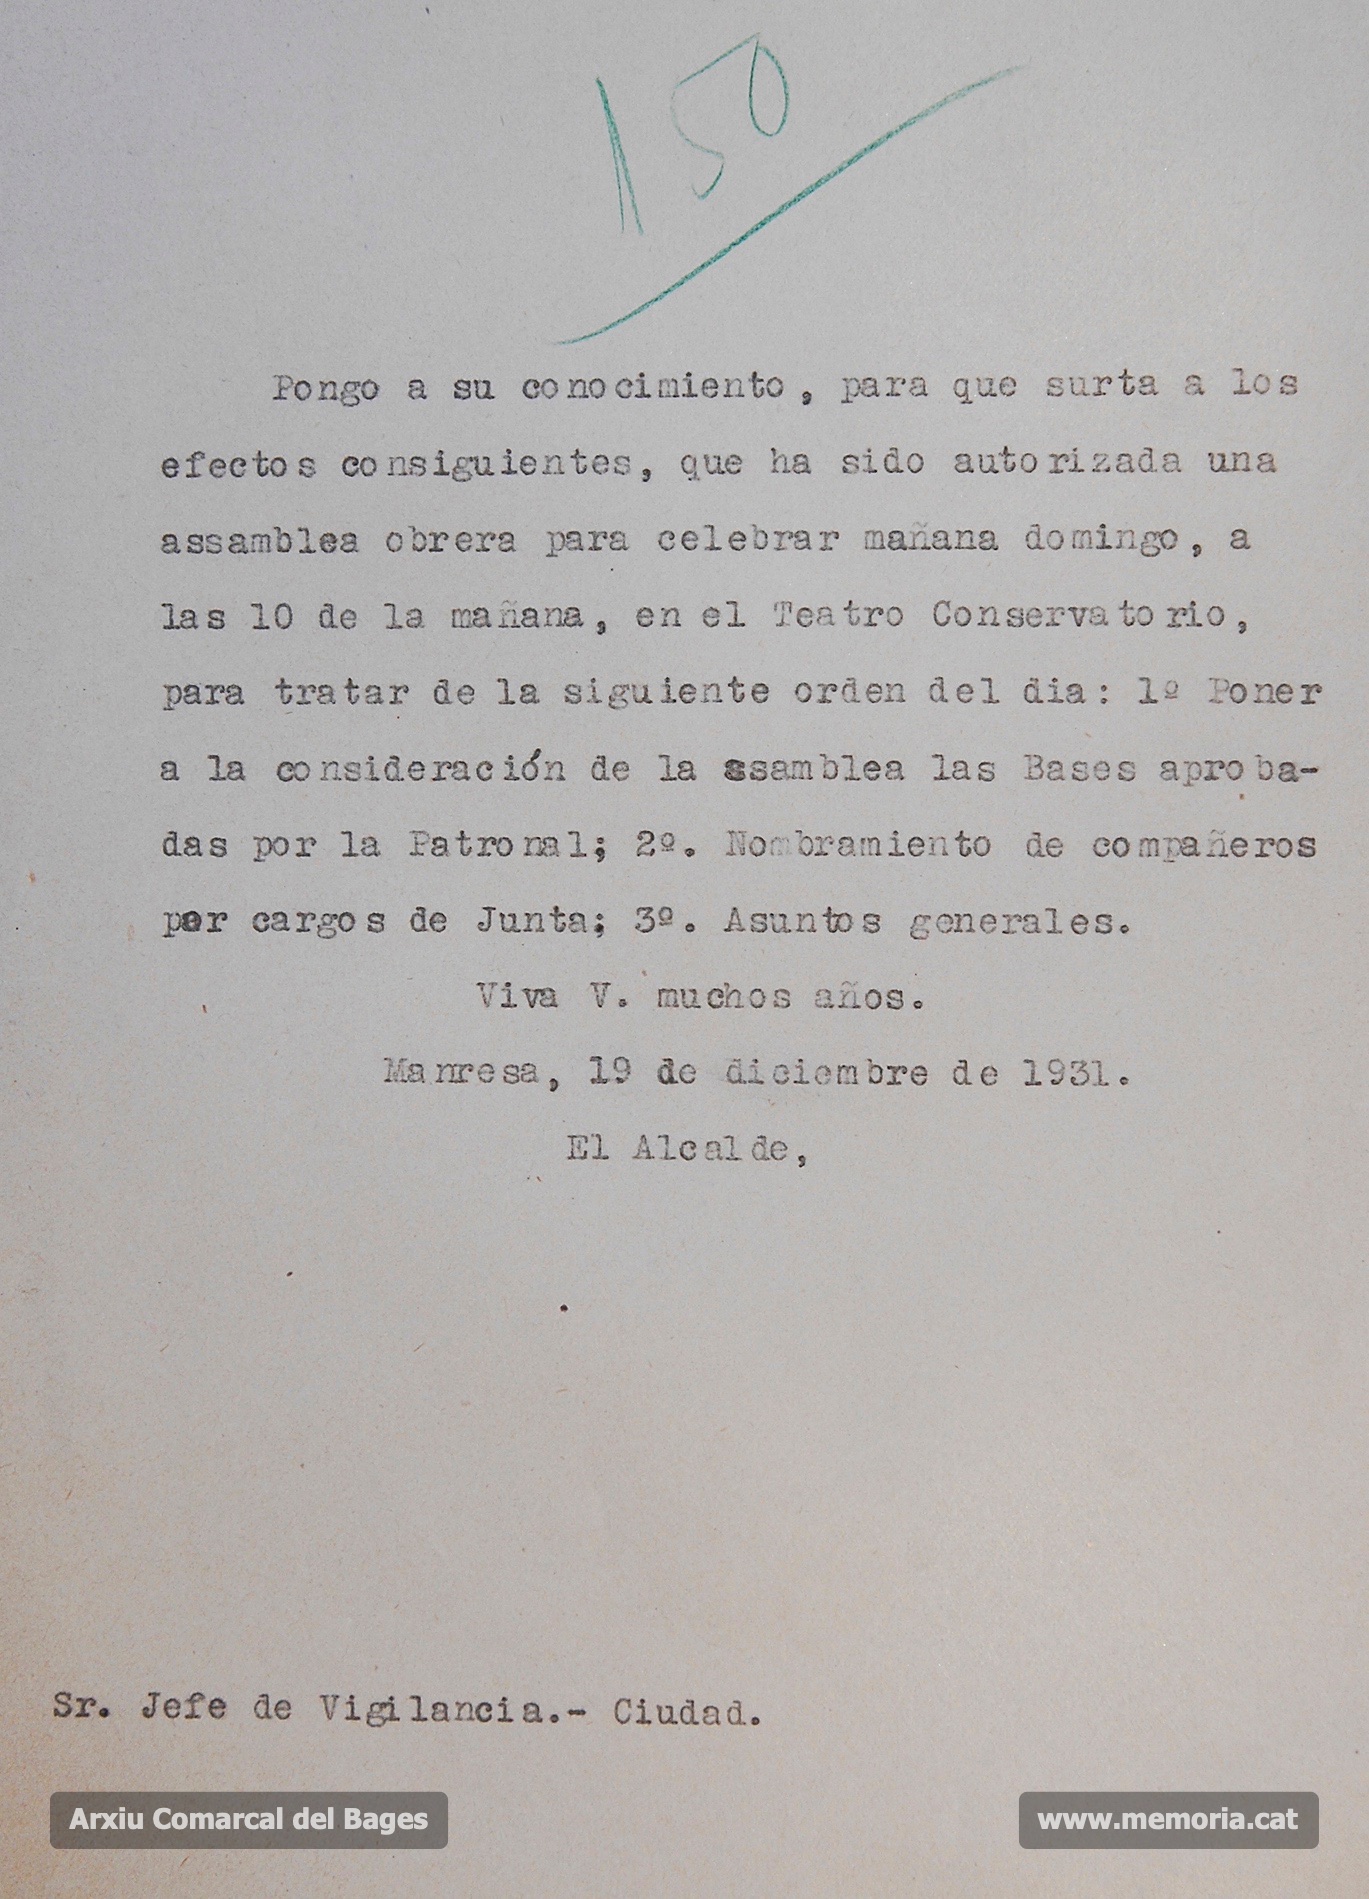 150
Pongo a su conocimiento, para que surta a los
efectos consiguientes, que ha sido autorizada una
assamblea obrera para celebrar mañana domingo, a
las 10 de la mañana, en el Teatro Conservatorio,
para tratar de la siguiente orden del dia: 1º Poner
a la consideración de la asamblea las Bases aproba-
das por la Patronal; 2º. Nombramiento de compañeros
por cargos de Junta; 3º. Asuntos generales.
Viva V. muchos años.
Manresa, 19 de diciembre de 1931.
El Alcalde,
Sr. Jefe de Vigilancia.- Ciudad.
Arxiu Comarcal del Bages
www.memoria.cat